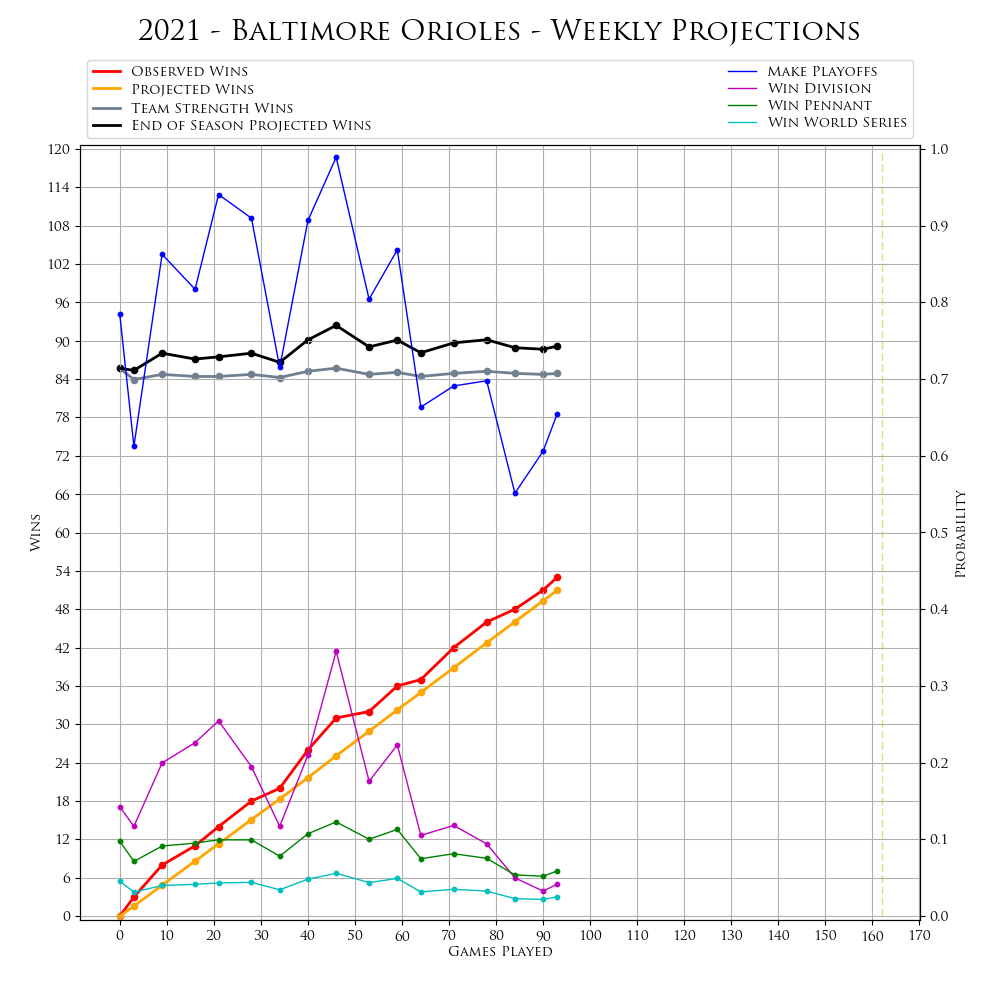 2021 - Baltimore Orioles - Weekly Projections
Observed Wins
Projected Wins
Team Strength Wins
End of Season Projected Wins
Make Playoffs
Win Division
Win Pennant
Win World Series
120
114
108
102
96
90
84
78
72
66
60
54
48
42
36
30
24
18
12
6
0
Wins
1.0
0.9
0.8
0.7
0.6
0.5
0.4
0.3
0.2
0.1
0.0
Probability
0 10 20 30 40 50 60 70 80 90 100 110 120 130 140 150 160 170
Games Played